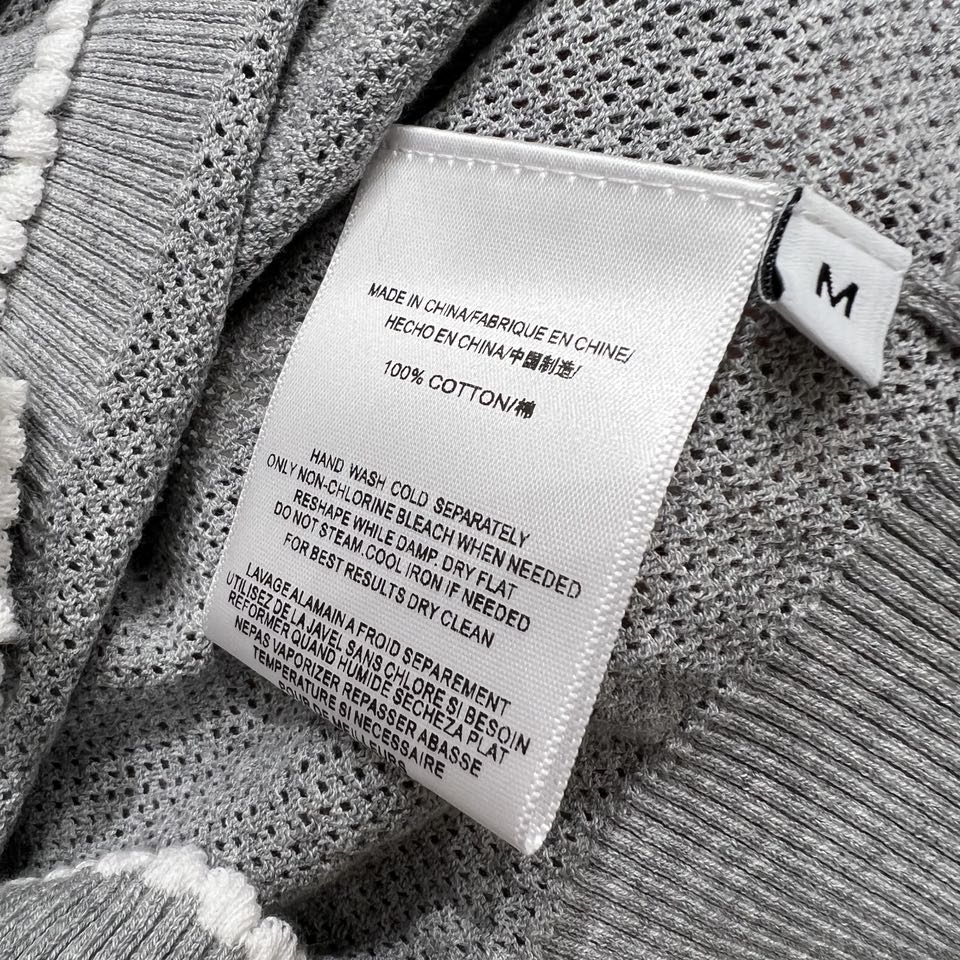 MADE IN CHINA/FABRIQUE EN CHINE/
HECHO EN CHINA/中國制造/
100% COTTON/棉
M
HAND WASH COLD SEPARATELY
ONLY NON-CHLORINE BLEACH WHEN NEEDED
RESHAPE WHILE DAMP. DRY FLAT
DO NOT STEAM.COOL IRON IF NEEDED
FOR BEST RESULTS DRY CLEAN
LAVAGE ALAMAIN A FROID SEPAREMENT
UTILISEZ DE LA JAVEL SANS CHLORE SI BESOIN
REFORMER QUAND HUMIDE SECHEZA PLAT
NEPAS VAPORIZER REPASSER ABASSE
TEMPERATURE SI NECESSAIRE
DE MEILLEURS